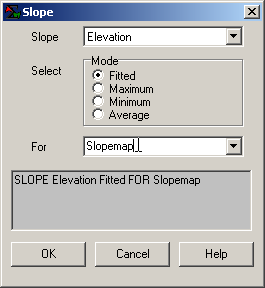 Slope
Slope Elevation
Select Mode
Fitted
Maximum
Minimum
Average
For Slopemap
SLOPE Elevation Fitted FOR Slopemap
OK Cancel Help